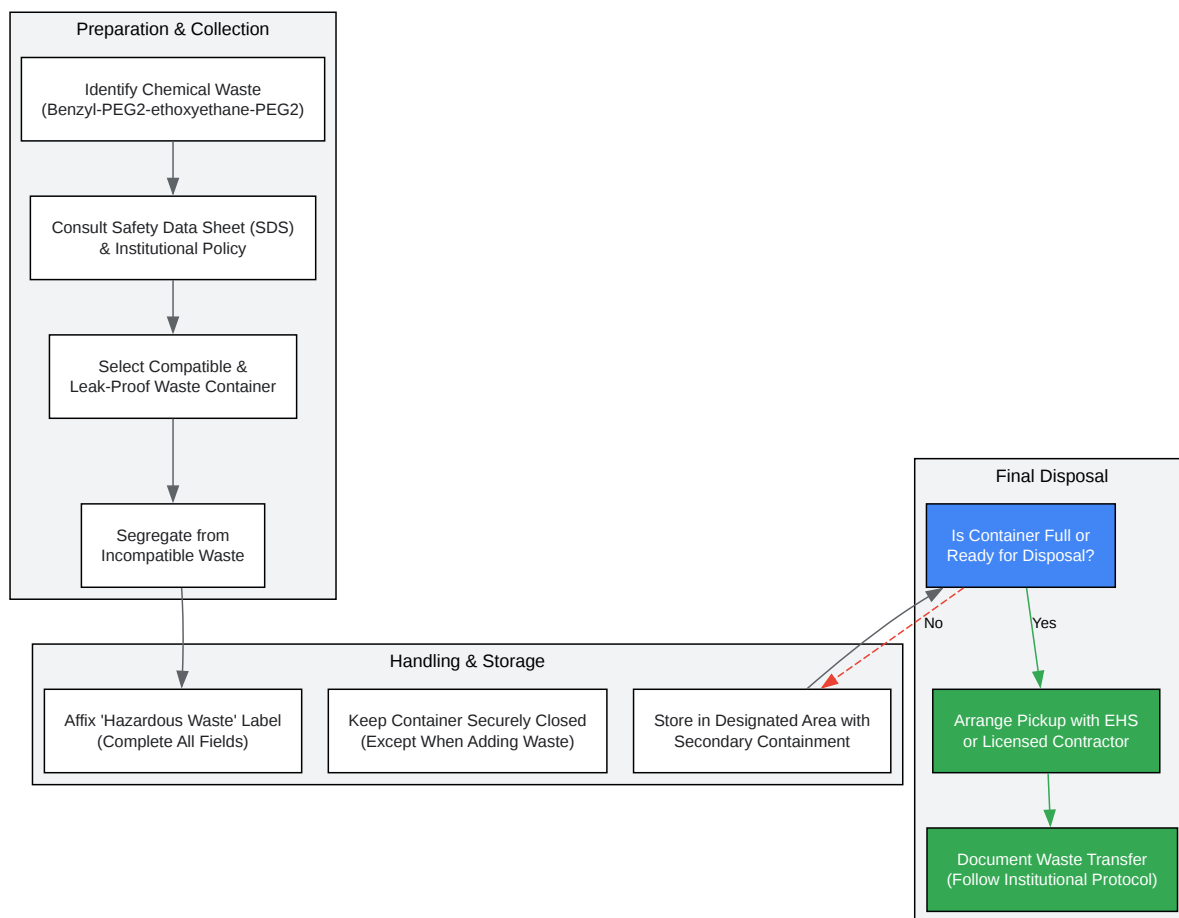 Preparation & Collection
Identify Chemical Waste
(Benzyl-PEG2-ethoxyethane-PEG2)
Consult Safety Data Sheet (SDS)
& Institutional Policy
Select Compatible &
Leak-Proof Waste Container
Segregate from
Incompatible Waste
Handling & Storage
Affix 'Hazardous Waste' Label
(Complete All Fields)
Keep Container Securely Closed
(Except When Adding Waste)
Store in Designated Area with
Secondary Containment
Final Disposal
Is Container Full or
Ready for Disposal?
No
Yes
Arrange Pickup with EHS
or Licensed Contractor
Document Waste Transfer
(Follow Institutional Protocol)